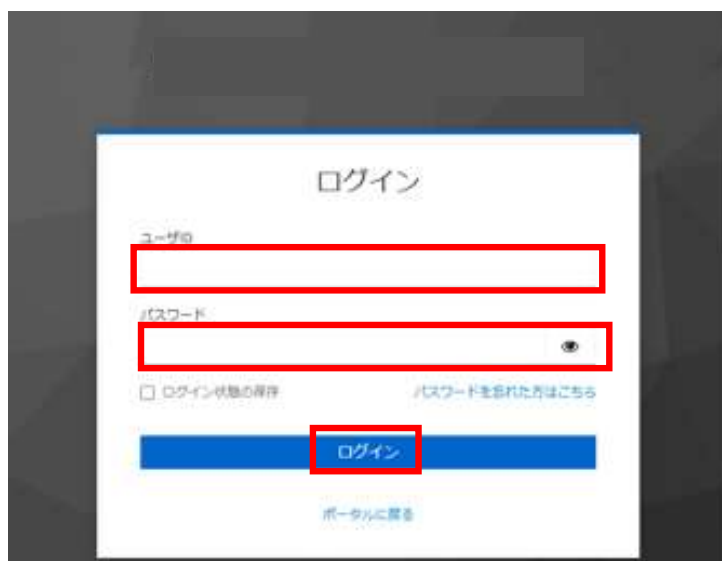 ログイン
ユーザID
パスワード
ログイン状態の保存
パスワードを忘れた方はこちら
ログイン
ポータルに戻る